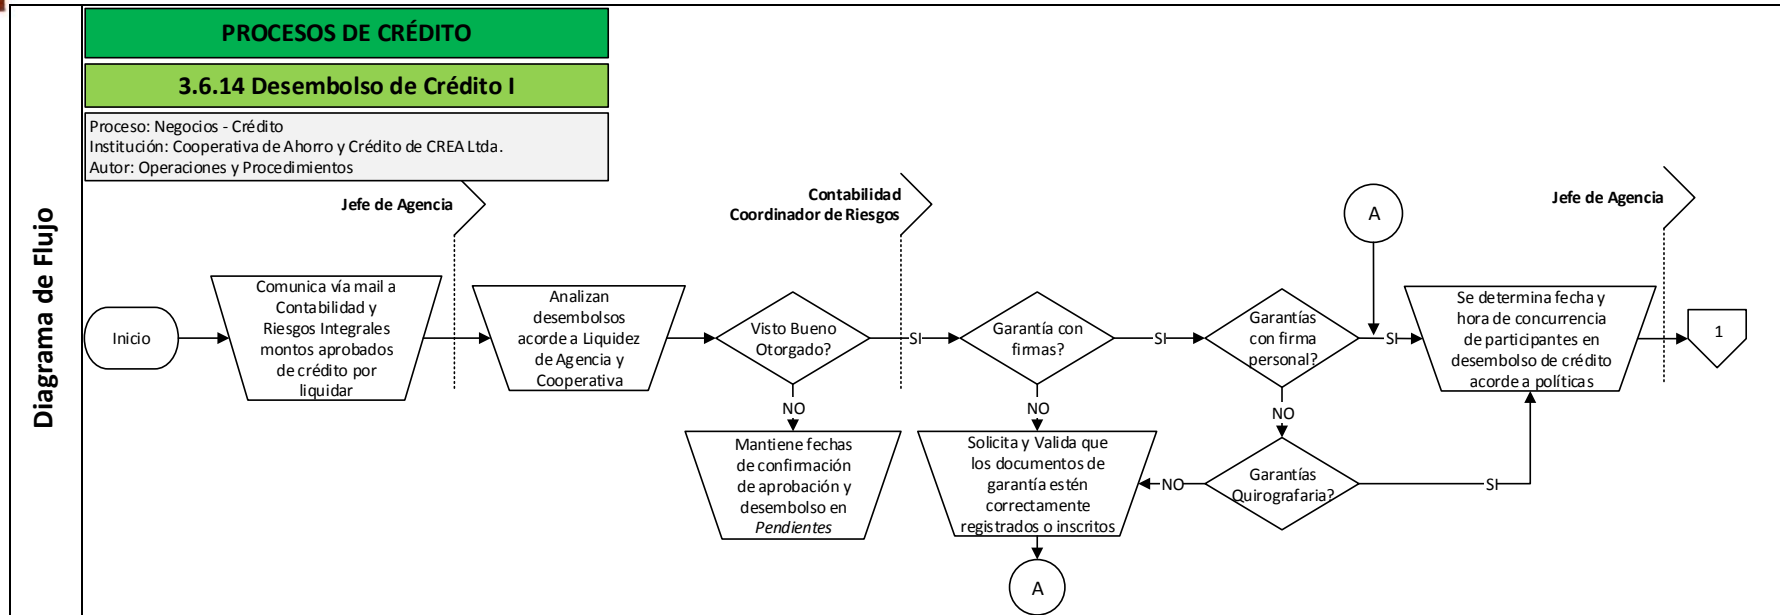 PROCESOS DE CRÉDITO
3.6.14 Desembolso de Crédito I
Proceso: Negocios - Crédito
Institución: Cooperativa de Ahorro y Crédito de CREA Ltda.
Autor: Operaciones y Procedimientos
Diagrama de Flujo
Jefe de Agencia
Contabilidad
Coordinador de Riesgos
Jefe de Agencia
A
Inicio
Comunica vía mail a
Contabilidad y
Riesgos Integrales
montos aprobados
de crédito por
liquidar
Analizan
desembolsos
acorde a Liquidez
de Agencia y
Cooperativa
Visto Bueno
Otorgado?
SI
Garantía con
firmas?
SI
Garantías
con firma
personal?
SI
Se determina fecha y
hora de concurrencia
de participantes en
desembolso de crédito
acorde a políticas
1
NO
NO
NO
Mantiene fechas
de confirmación
de aprobación y
desembolso en
Pendientes
Solicita y Valida que
los documentos de
garantía estén
correctamente
registrados o inscritos
NO
Garantías
Quirografaria?
SI
A